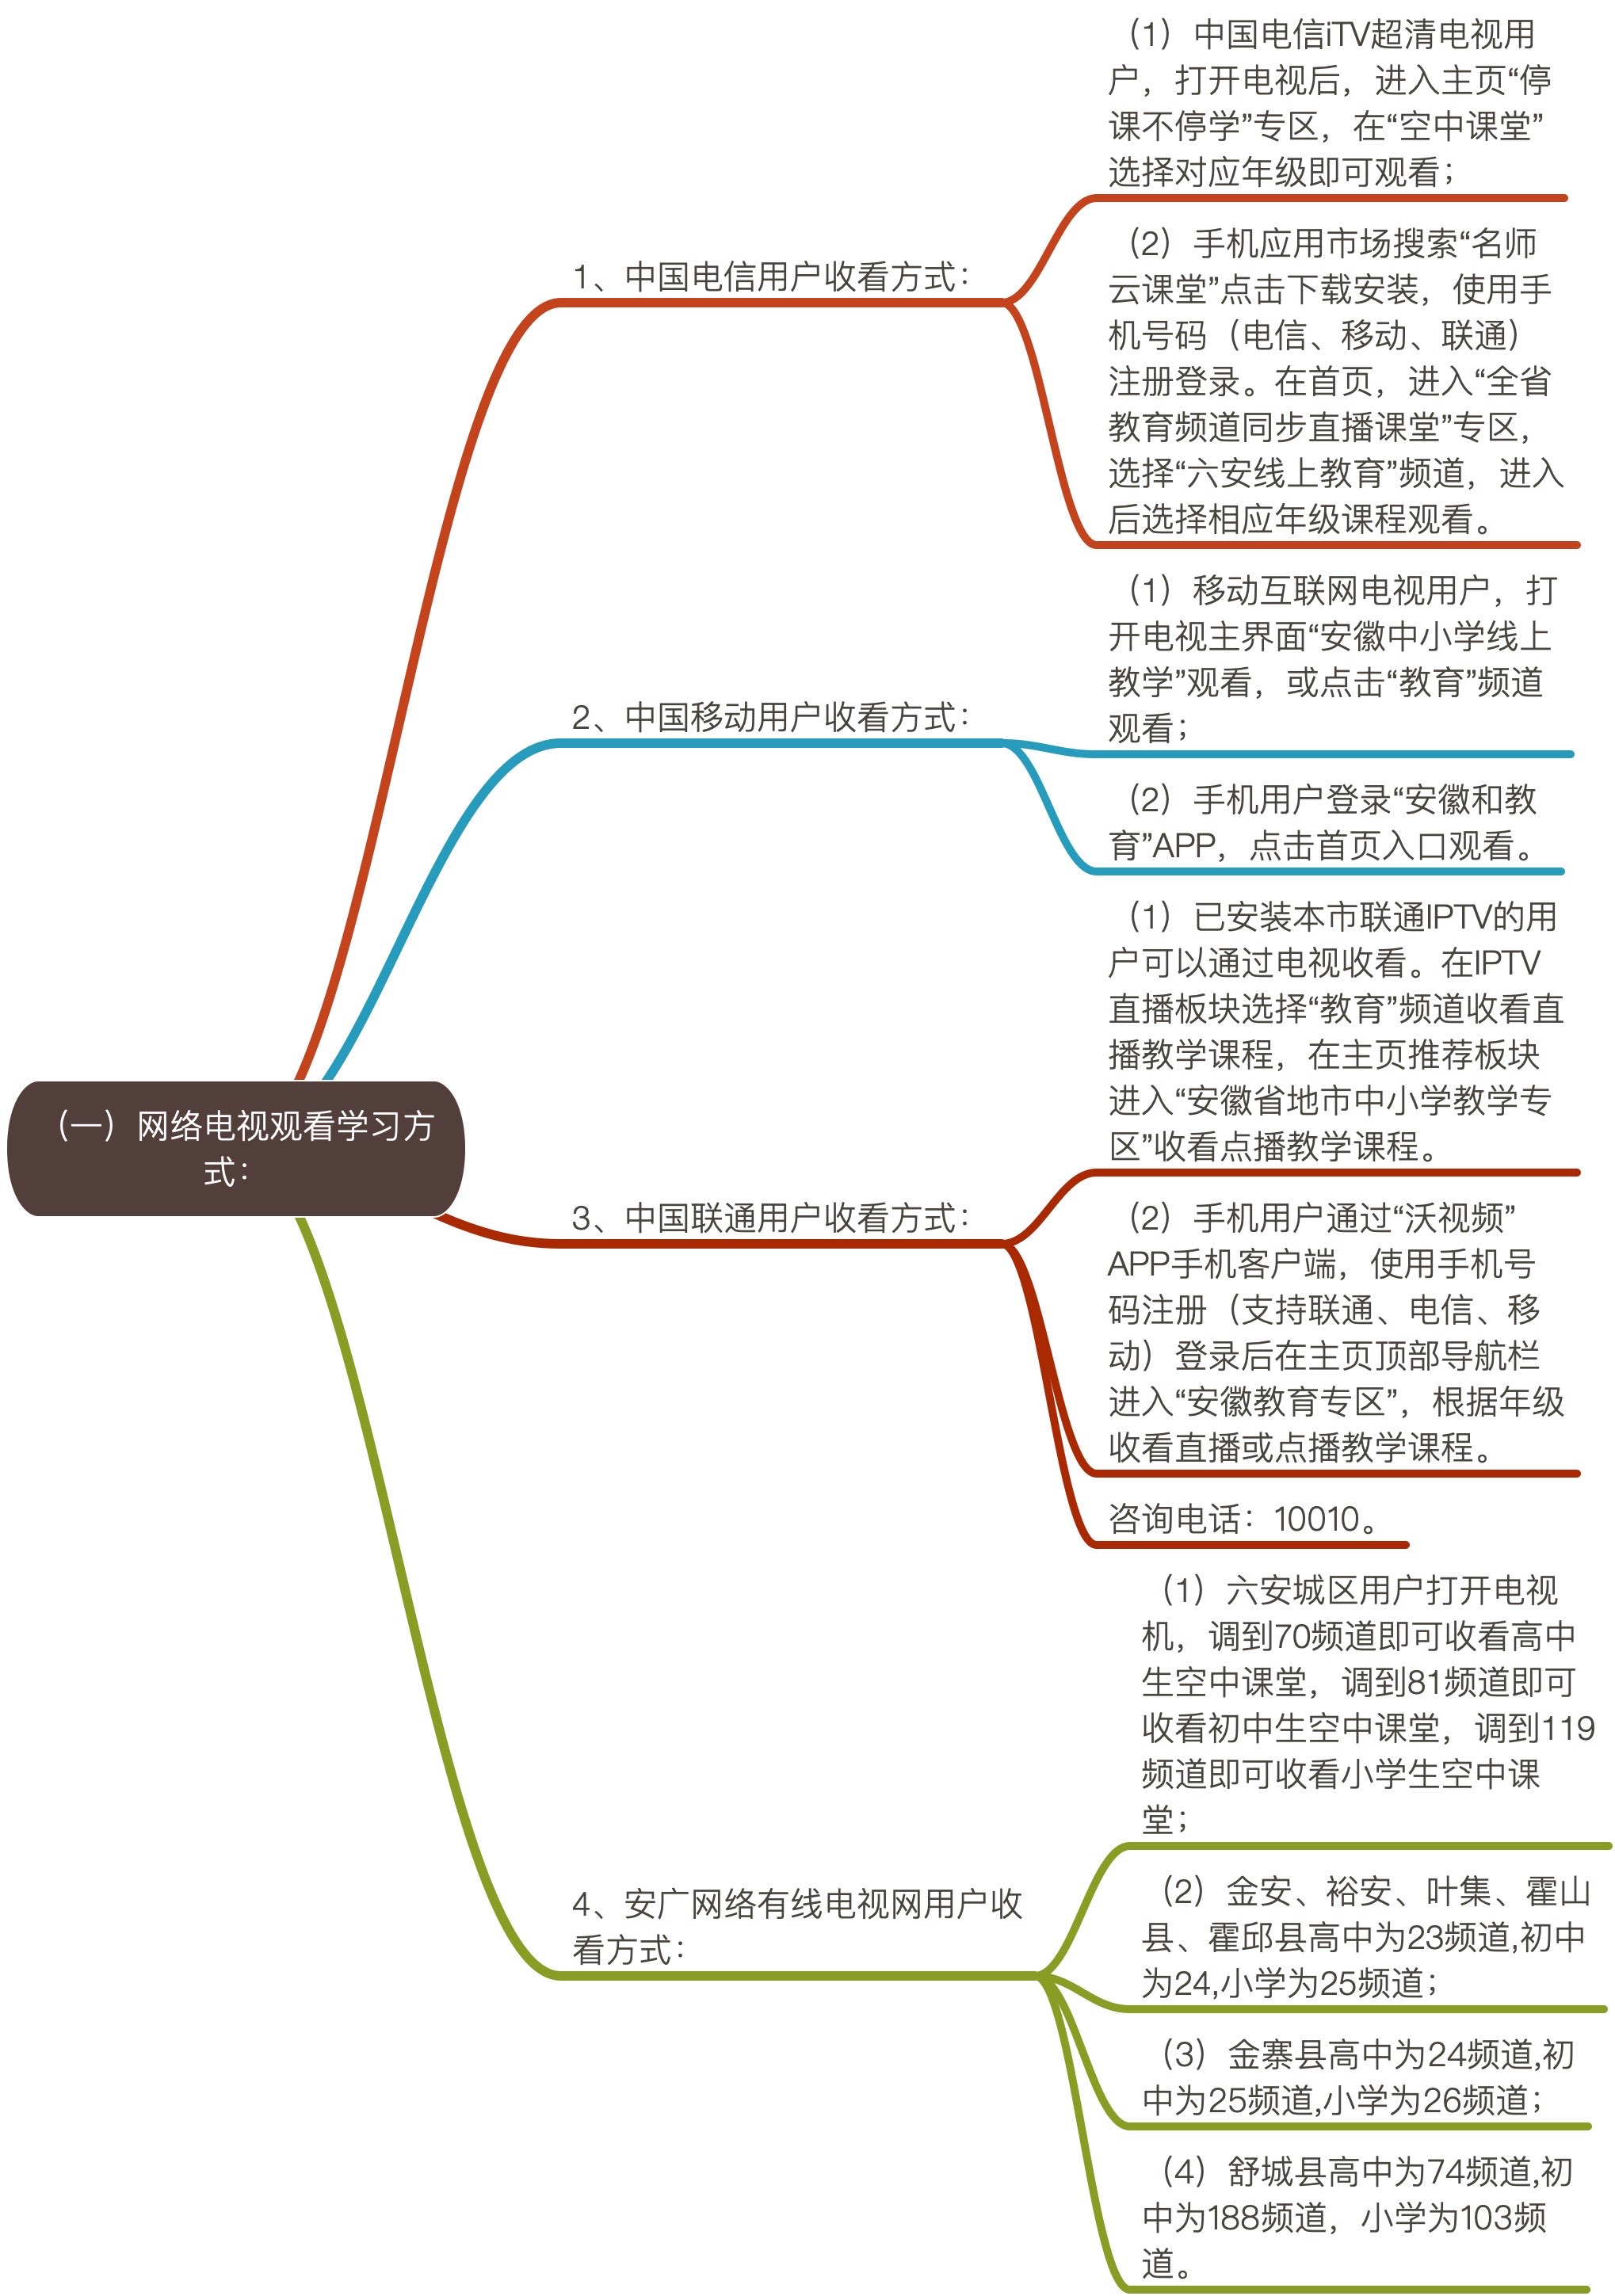 （一）网络电视观看学习方
式：
1、中国电信用户收看方式：
（1）中国电信iTV超清电视用
户，打开电视后，进入主页“停
课不停学”专区，在“空中课堂”
选择对应年级即可观看；
（2）手机应用市场搜索“名师
云课堂”点击下载安装，使用手
机号码（电信、移动、联通）
注册登录。在首页，进入“全省
教育频道同步直播课堂”专区，
选择“六安线上教育”频道，进入
后选择相应年级课程观看。
2、中国移动用户收看方式：
（1）移动互联网电视用户，打
开电视主界面“安徽中小学线上
教学”观看，或点击“教育”频道
观看；
（2）手机用户登录“安徽和教
育”APP，点击首页入口观看。
3、中国联通用户收看方式：
（1）已安装本市联通IPTV的用
户可以通过电视收看。在IPTV
直播板块选择“教育”频道收看直
播教学课程，在主页推荐板块
进入“安徽省地市中小学教学专
区”收看点播教学课程。
（2）手机用户通过“沃视频”
APP手机客户端，使用手机号
码注册（支持联通、电信、移
动）登录后在主页顶部导航栏
进入“安徽教育专区”，根据年级
收看直播或点播教学课程。
咨询电话：10010。
4、安广网络有线电视网用户收
看方式：
（1）六安城区用户打开电视
机，调到70频道即可收看高中
生空中课堂，调到81频道即可
收看初中生空中课堂，调到119
频道即可收看小学生空中课
堂；
（2）金安、裕安、叶集、霍山
县、霍邱县高中为23频道,初中
为24,小学为25频道；
（3）金寨县高中为24频道,初
中为25频道,小学为26频道；
（4）舒城县高中为74频道,初
中为188频道，小学为103频
道。